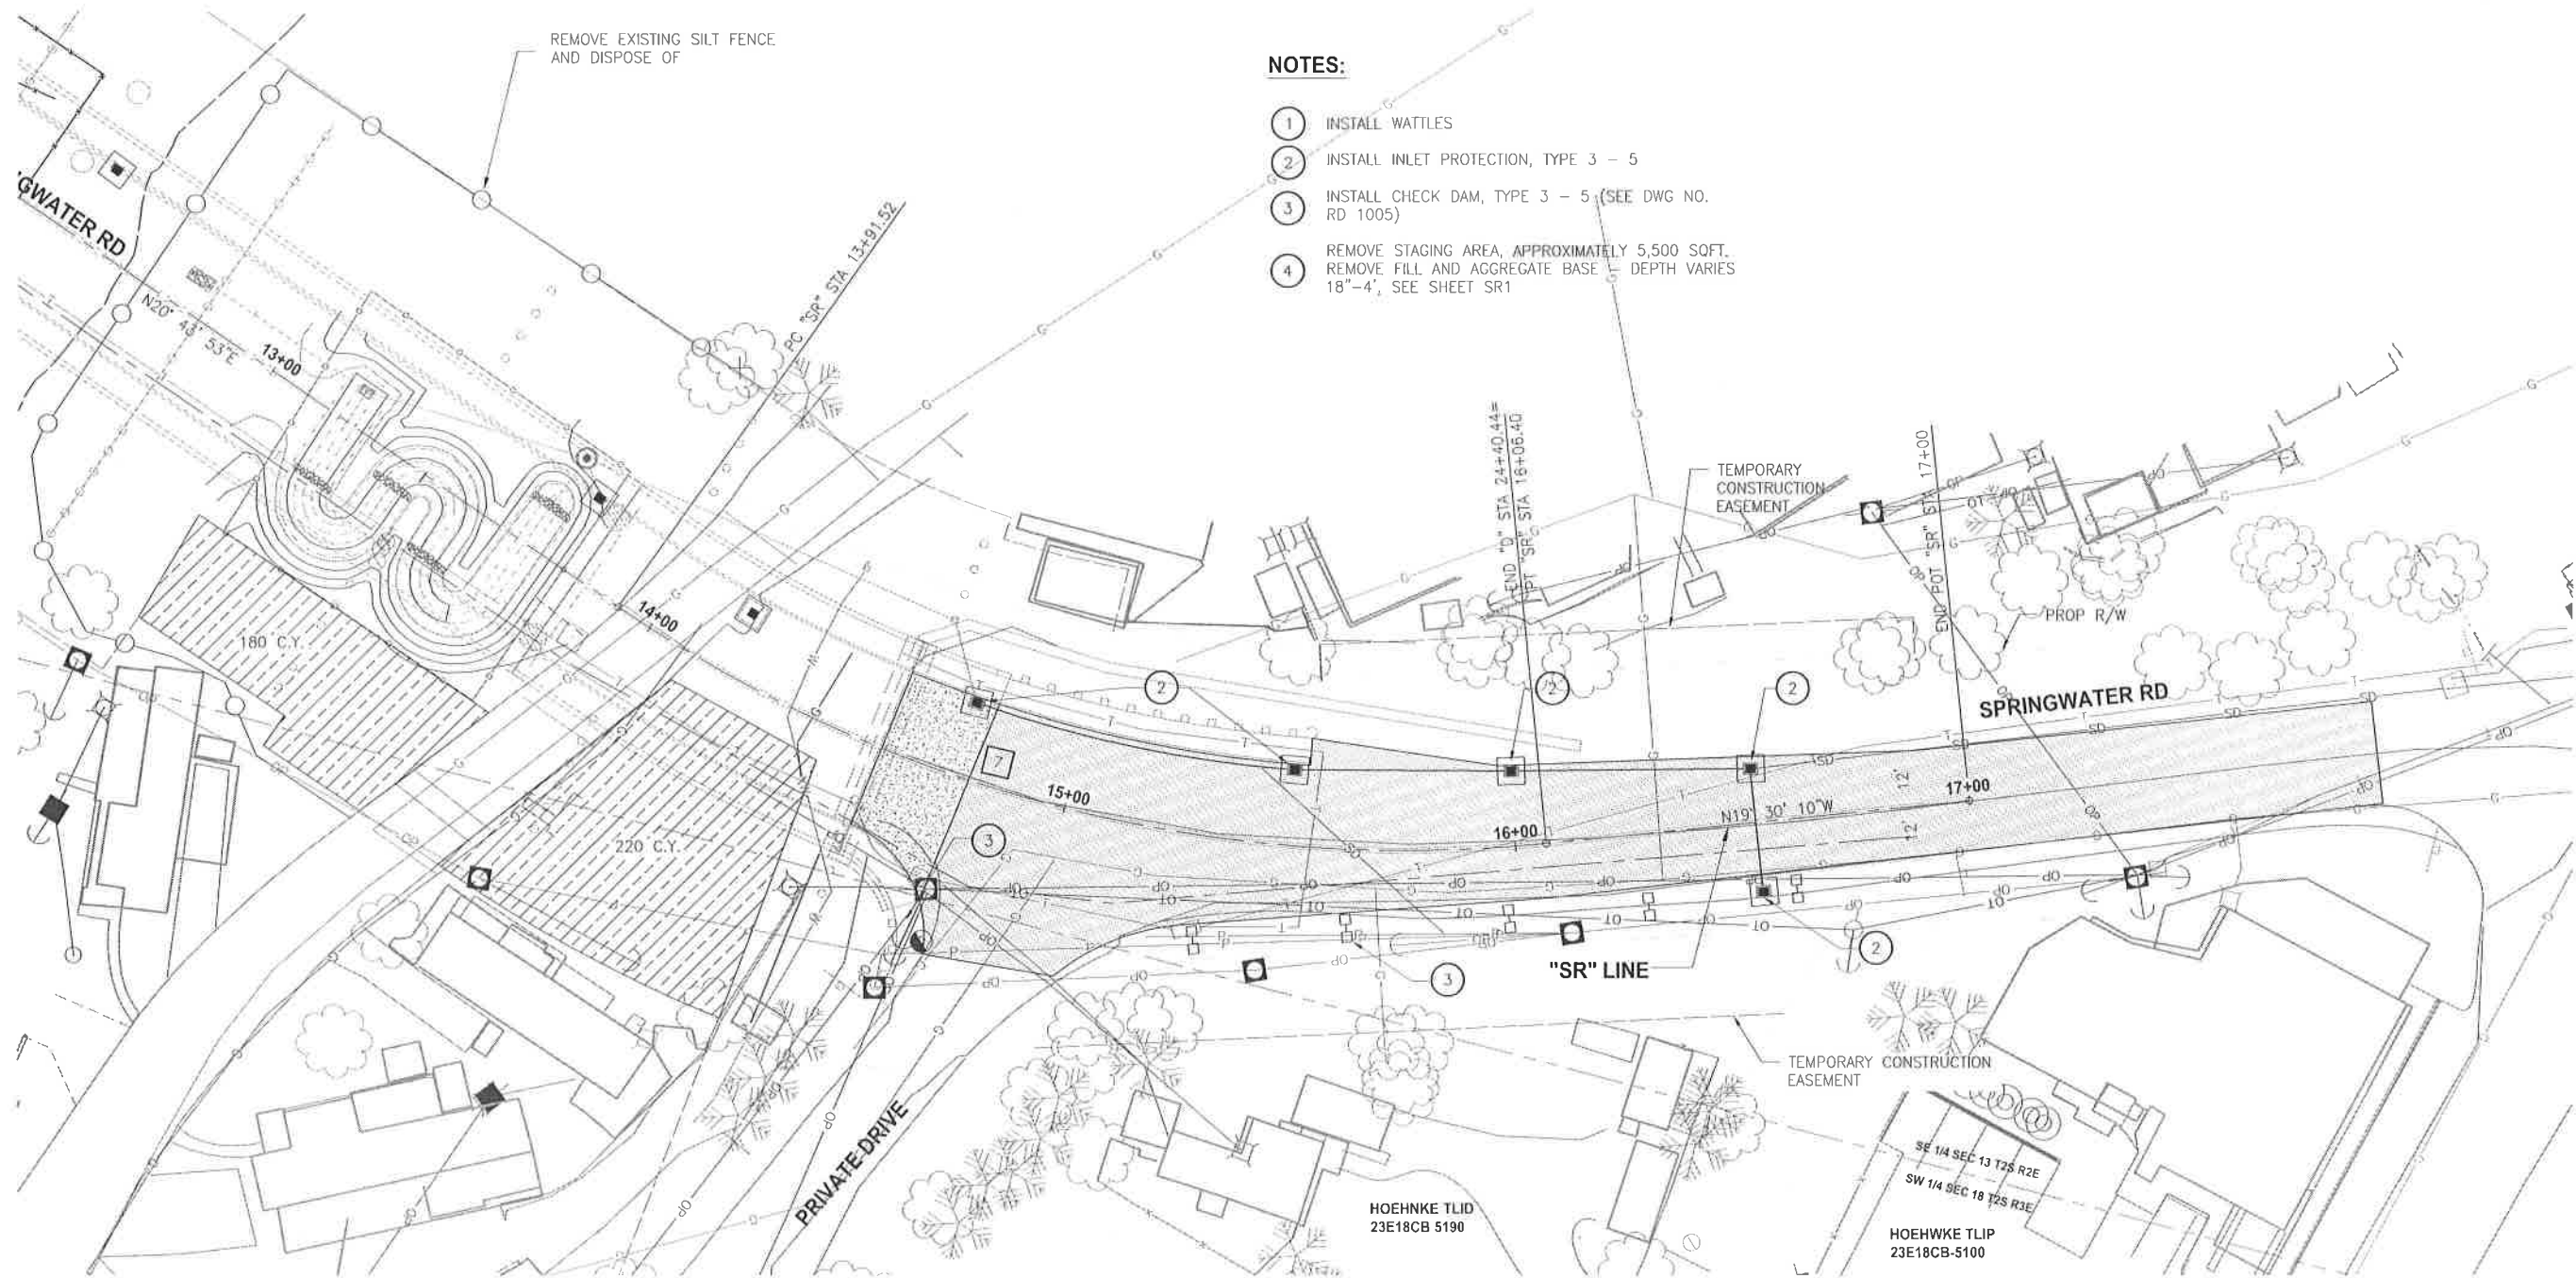 REMOVE EXISTING SILT FENCE
AND DISPOSE OF
NOTES:
1 INSTALL WATTLES
2 INSTALL INLET PROTECTION, TYPE 3 - 5
3 INSTALL CHECK DAM, TYPE 3 - 5 (SEE DWG NO.
RD 1005)
4 REMOVE STAGING AREA, APPROXIMATELY 5,500 SQFT.
REMOVE FILL AND AGGREGATE BASE - DEPTH VARIES
18"-4', SEE SHEET SR1
GWATER RD
N20° 43' 53"E
13+00
PC "SR" STA 13+91.52
14+00
180 C.Y.
220 C.Y.
END "D" STA 24+40.44=
PT "SR" STA 16+06.40
TEMPORARY
CONSTRUCTION
EASEMENT
END POT "SR" STA 17+00
PROP R/W
SPRINGWATER RD
2
2
2
7
15+00
16+00
N19° 30' 10"W
17+00
12'
12'
3
3
2
"SR" LINE
TEMPORARY CONSTRUCTION
EASEMENT
PRIVATE DRIVE
SE 1/4 SEC 13 T2S R2E
SW 1/4 SEC 18 T2S R3E
HOEHNKE TLID
23E18CB 5190
HOEHWKE TLIP
23E18CB-5100